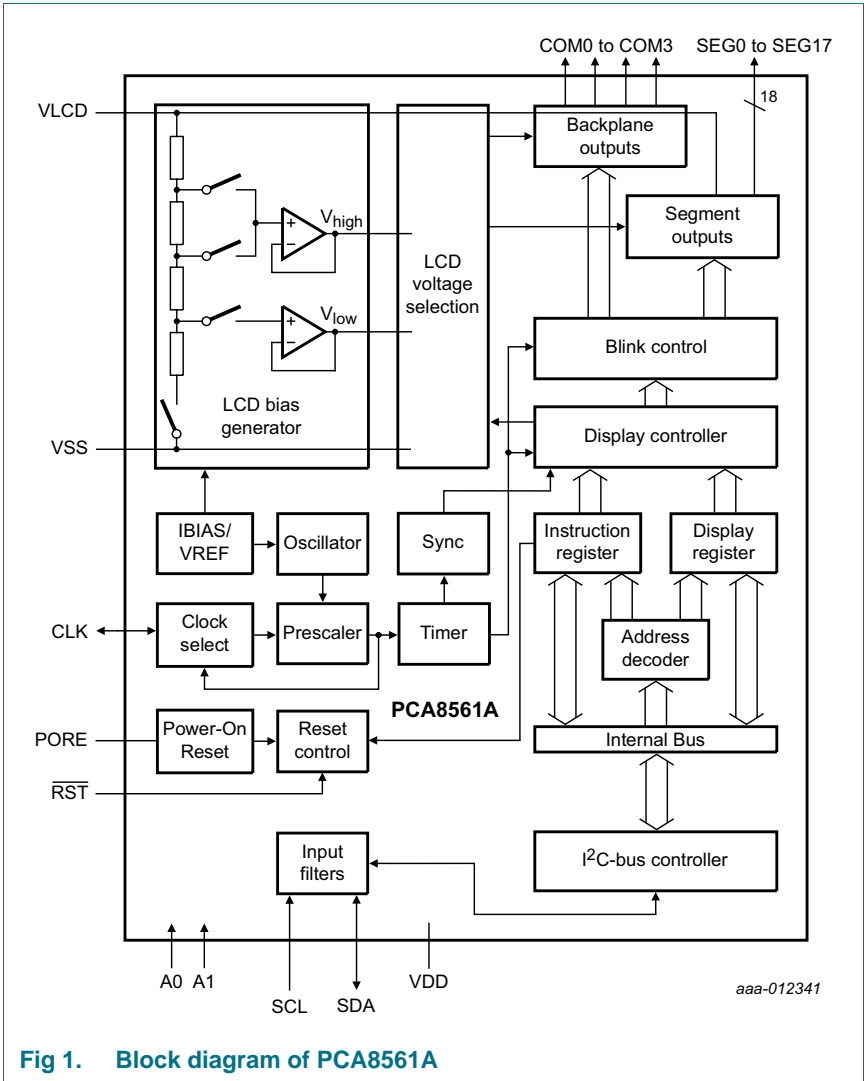 COM0 to COM3 SEG0 to SEG17
18
VLCD
Backplane
outputs
Vhigh
Segment
outputs
LCD
voltage
selection
Vlow
Blink control
LCD bias
generator
Display controller
VSS
IBIAS/
VREF
Oscillator
Sync
Instruction
register
Display
register
CLK
Clock
select
Prescaler
Timer
Address
decoder
PCA8561A
PORE
Power-On
Reset
Reset
control
Internal Bus
RST
Input
filters
I2C-bus controller
A0 A1
SCL
SDA
VDD
aaa-012341
Fig 1. Block diagram of PCA8561A